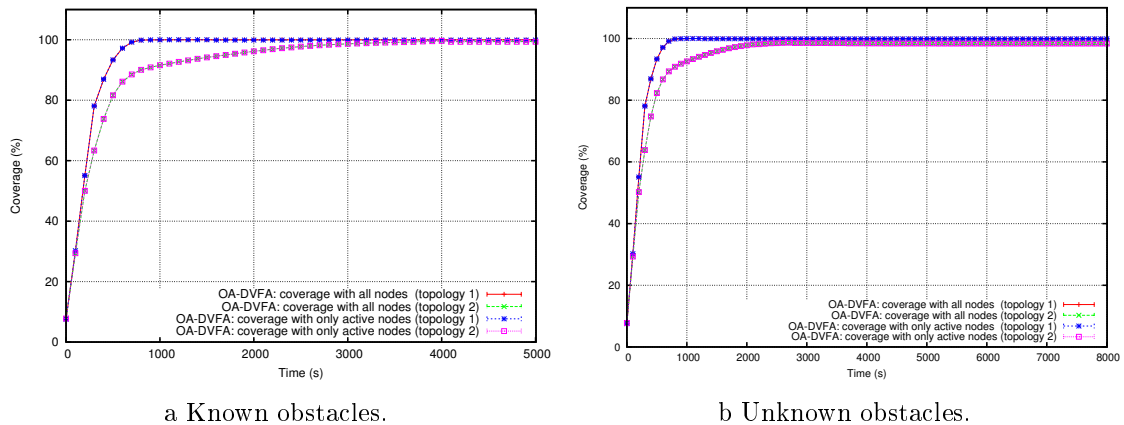 100
80
60
40
20
0
Coverage (%)
OA-DVFA: coverage with all nodes (topology 1)
OA-DVFA: coverage with all nodes (topology 2)
OA-DVFA: coverage with only active nodes (topology 1)
OA-DVFA: coverage with only active nodes (topology 2)
0 1000 2000 3000 4000 5000
Time (s)
a Known obstacles.
100
80
60
40
20
0
Coverage (%)
OA-DVFA: coverage with all nodes (topology 1)
OA-DVFA: coverage with all nodes (topology 2)
OA-DVFA: coverage with only active nodes (topology 1)
OA-DVFA: coverage with only active nodes (topology 2)
0 1000 2000 3000 4000 5000 6000 7000 8000
Time (s)
b Unknown obstacles.